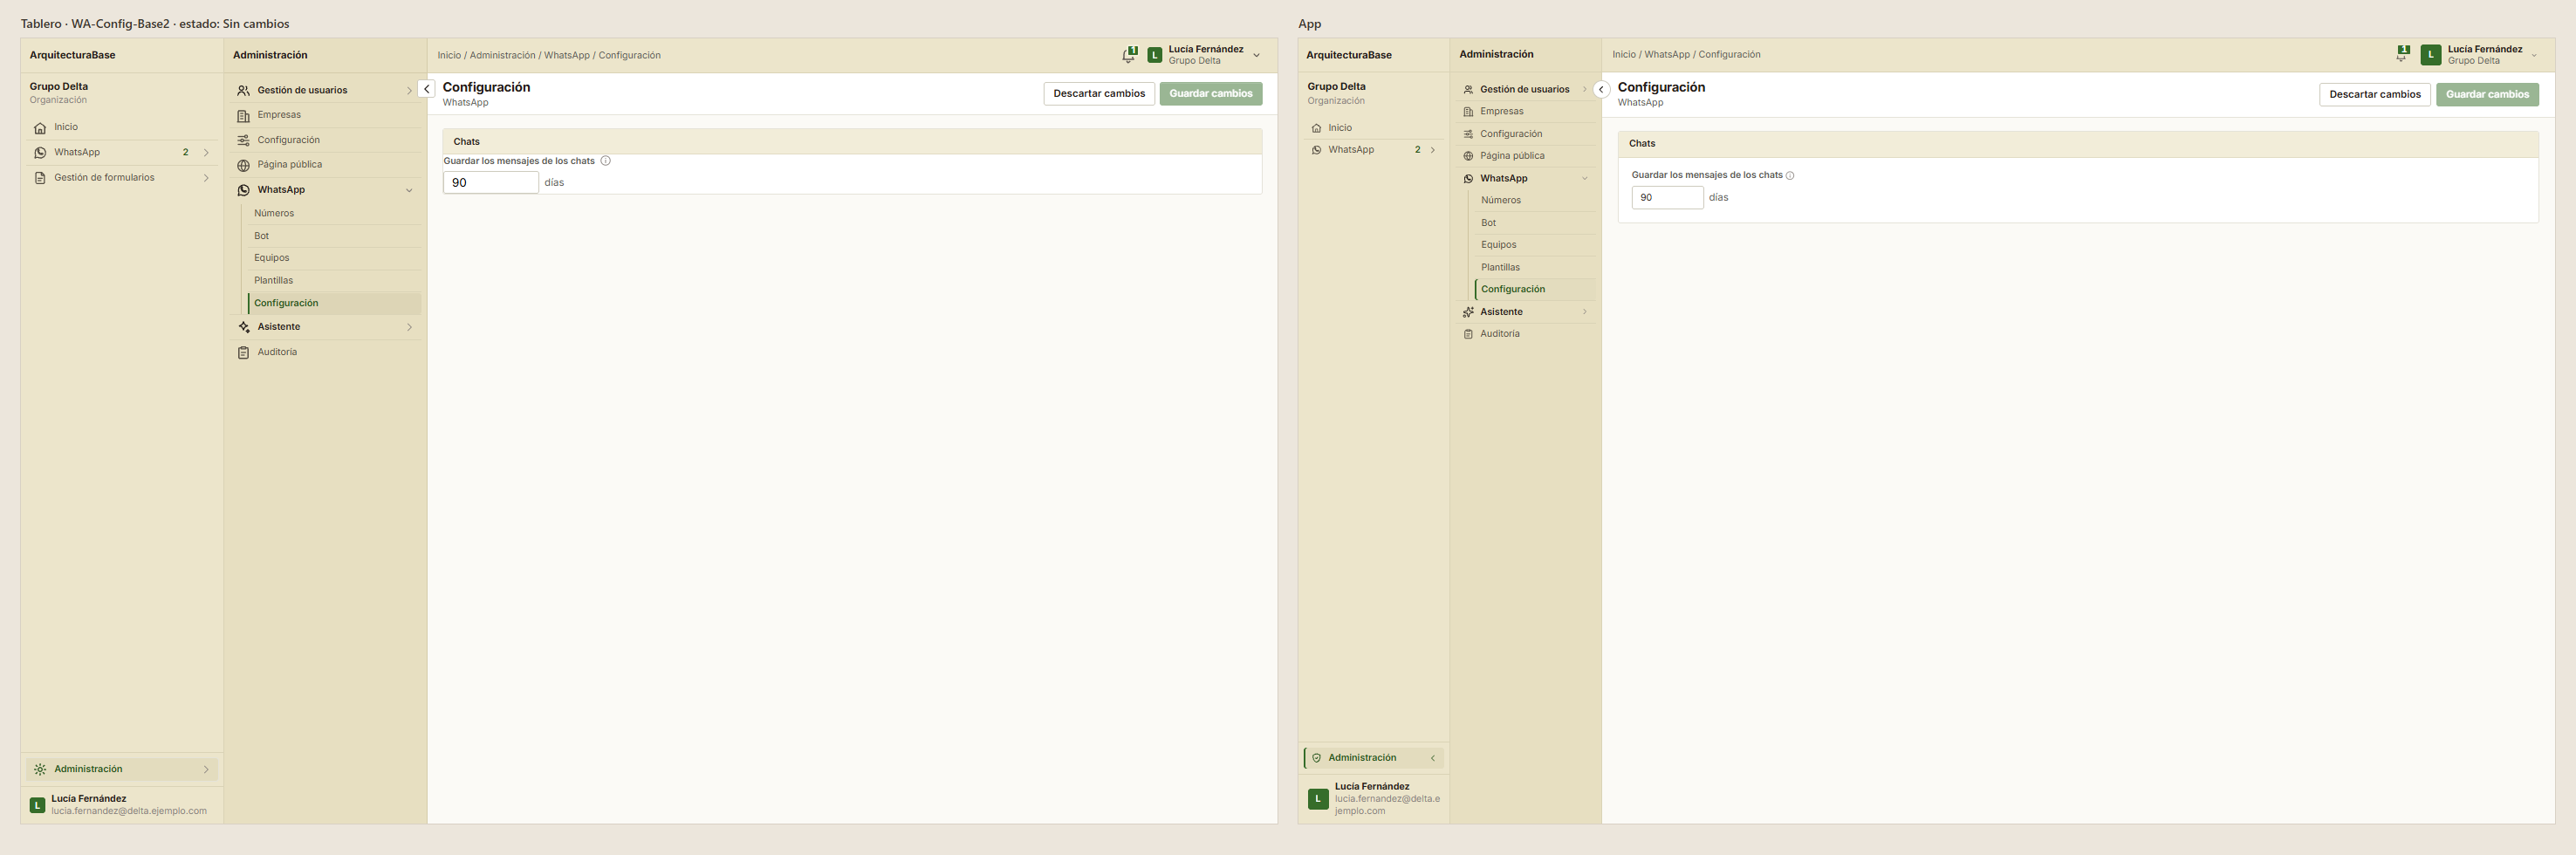 Tablero · WA-Config-Base2 · estado: Sin cambios
ArquitecturaBase
Grupo Delta
Organización
Inicio
WhatsApp 2
Gestión de formularios
Administración
Lucía Fernández
lucia.fernandez@delta.ejemplo.com
Administración
Gestión de usuarios
Empresas
Configuración
Página pública
WhatsApp
Números
Bot
Equipos
Plantillas
Configuración
Asistente
Auditoría
Inicio / Administración / WhatsApp / Configuración
1
L
Lucía Fernández
Grupo Delta
Configuración
WhatsApp
Descartar cambios
Guardar cambios
Chats
Guardar los mensajes de los chats
90 días
L
App
ArquitecturaBase
Grupo Delta
Organización
Inicio
WhatsApp 2
Administración
L
Lucía Fernández
lucia.fernandez@delta.e
jemplo.com
Administración
Gestión de usuarios
Empresas
Configuración
Página pública
WhatsApp
Números
Bot
Equipos
Plantillas
Configuración
Asistente
Auditoría
Inicio / WhatsApp / Configuración
1
L
Lucía Fernández
Grupo Delta
Configuración
WhatsApp
Descartar cambios
Guardar cambios
Chats
Guardar los mensajes de los chats
90 días